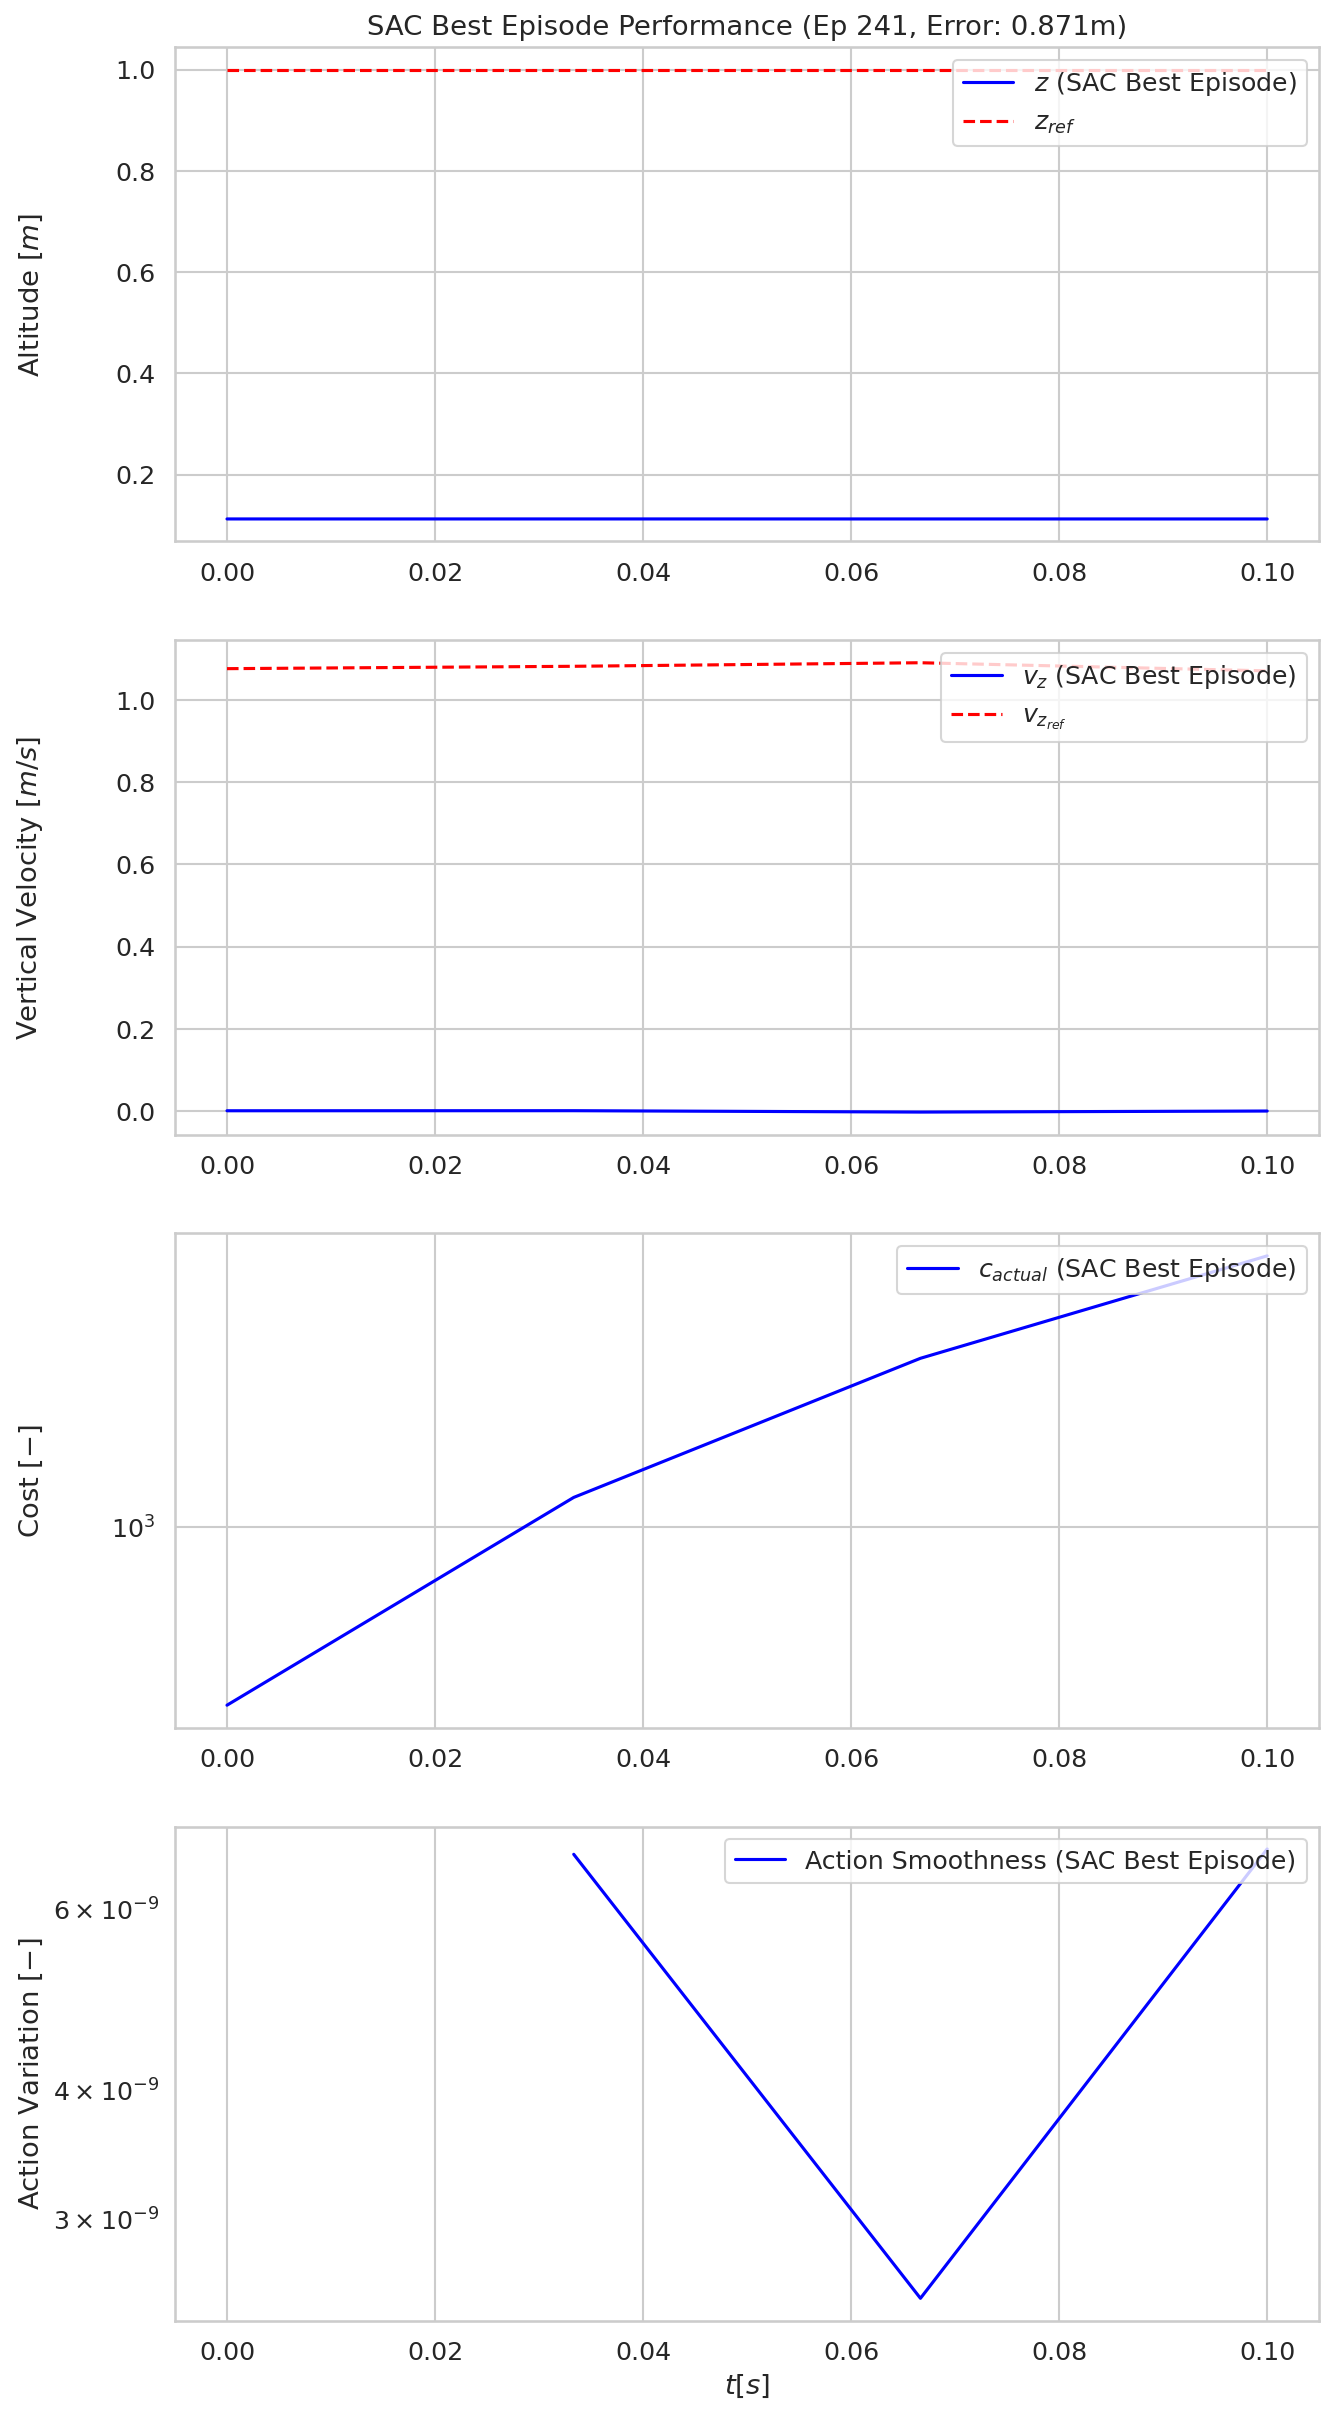 SAC Best Episode Performance (Ep 241, Error: 0.871m)
Altitude [m]
1.0
0.8
0.6
0.4
0.2
z (SAC Best Episode)
z_ref
0.00 0.02 0.04 0.06 0.08 0.10
Vertical Velocity [m/s]
1.0
0.8
0.6
0.4
0.2
0.0
v_z (SAC Best Episode)
v_z_ref
0.00 0.02 0.04 0.06 0.08 0.10
Cost [−]
10³
c_actual (SAC Best Episode)
0.00 0.02 0.04 0.06 0.08 0.10
Action Variation [−]
6 × 10⁻⁹
4 × 10⁻⁹
3 × 10⁻⁹
Action Smoothness (SAC Best Episode)
0.00 0.02 0.04 0.06 0.08 0.10
t[s]